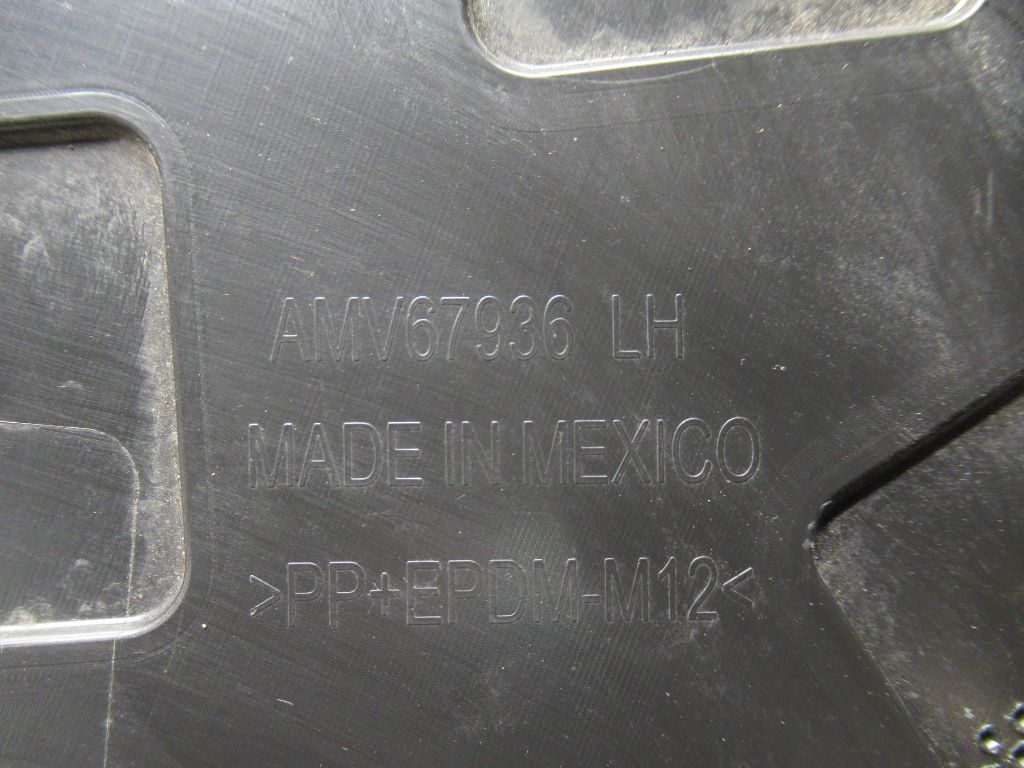 AMV67936 LH
MADE IN MEXICO
>PP+EPDM-M12<